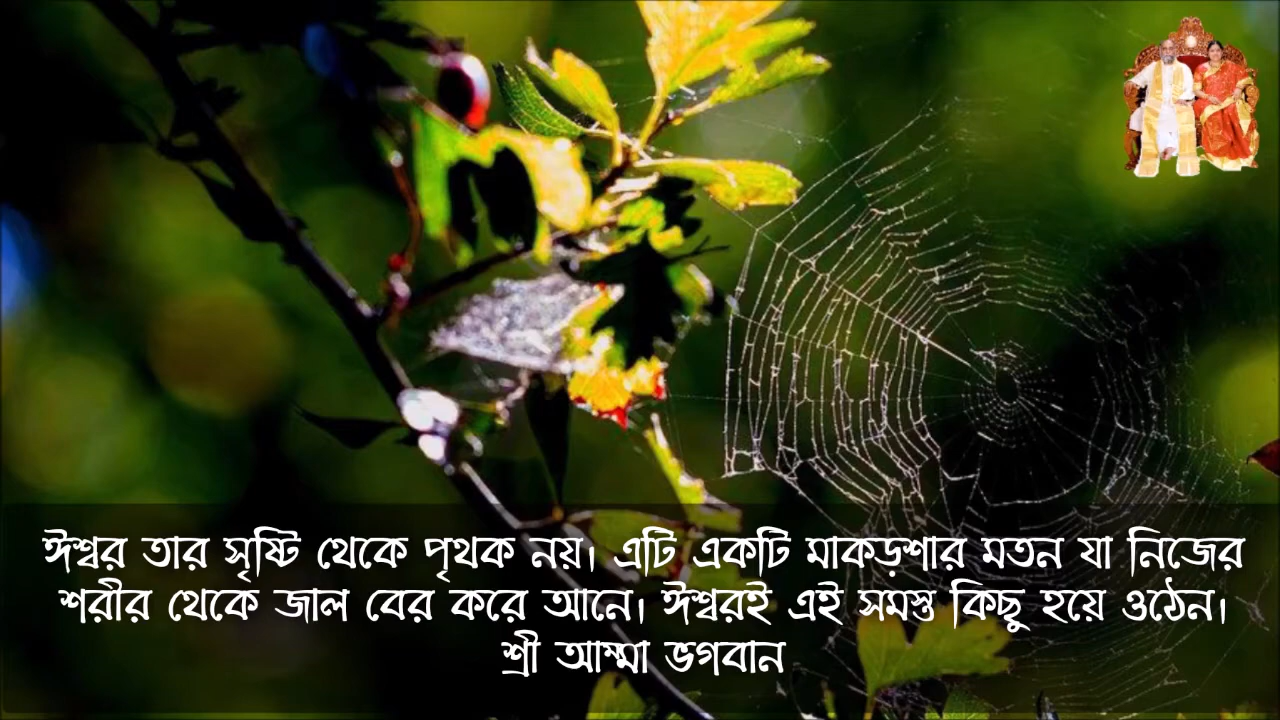 ঈশ্বর তার সৃষ্টি থেকে পৃথক নয়। এটি একটি মাকড়শার মতন যা নিজের
শরীর থেকে জাল বের করে আনে। ঈশ্বরই এই সমস্ত কিছু হয়ে ওঠেন।
শ্রী আম্মা ভগবান